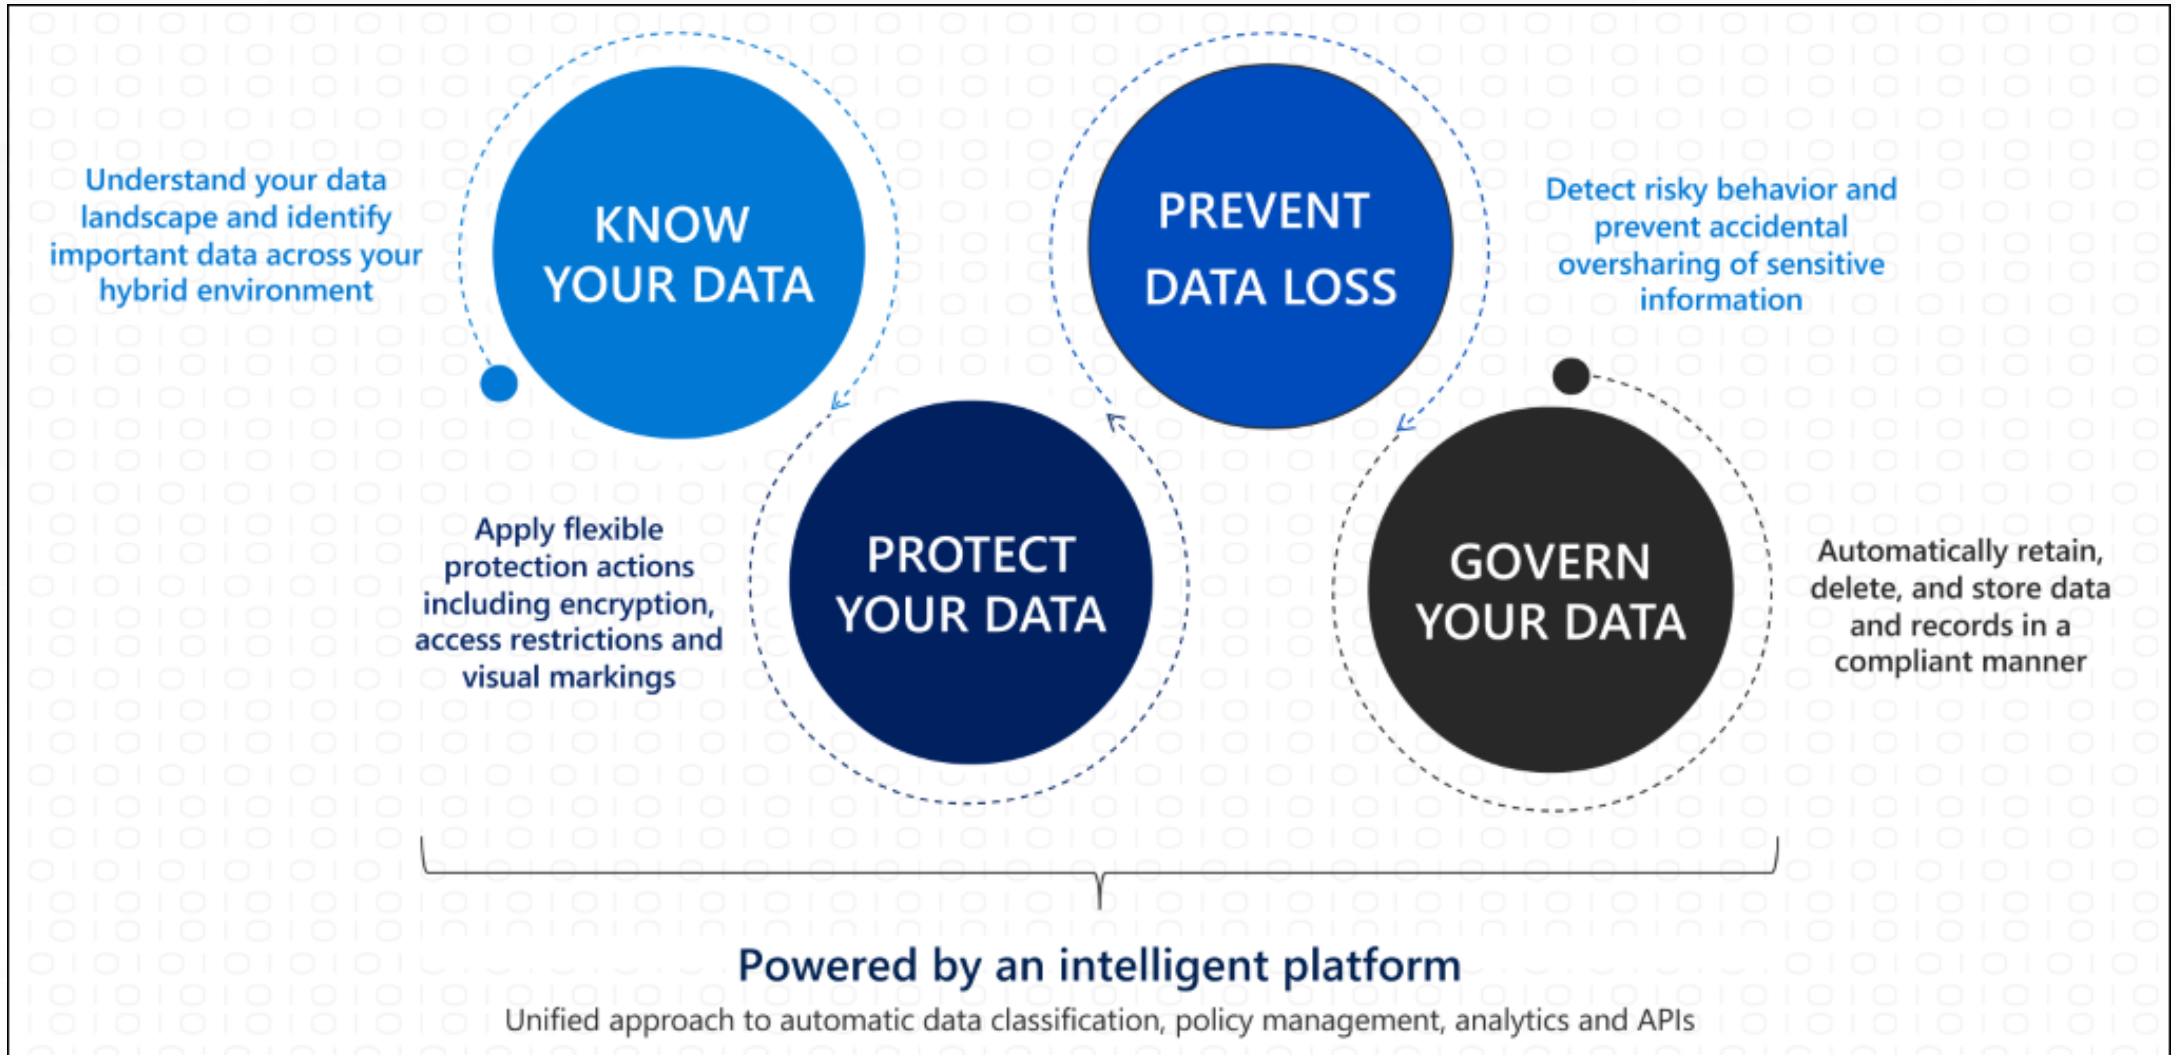 Understand your data
landscape and identify
important data across your
hybrid environment
KNOW
YOUR DATA
Apply flexible
protection actions
including encryption,
access restrictions and
visual markings
PROTECT
YOUR DATA
PREVENT
DATA LOSS
Detect risky behavior and
prevent accidental
oversharing of sensitive
information
GOVERN
YOUR DATA
Automatically retain,
delete, and store data
and records in a
compliant manner
Powered by an intelligent platform
Unified approach to automatic data classification, policy management, analytics and APIs